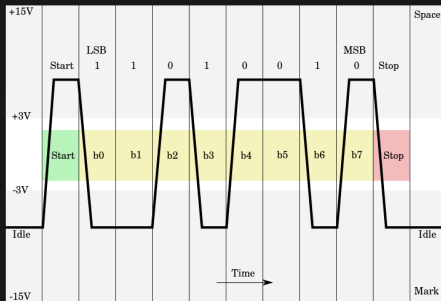 +15V
Space
LSB
MSB
Start 1 1 0 1 0 0 1 0 Stop
+3V
Start b0 b1 b2 b3 b4 b5 b6 b7 Stop
-3V
Idle
Idle
Time
-15V
Mark